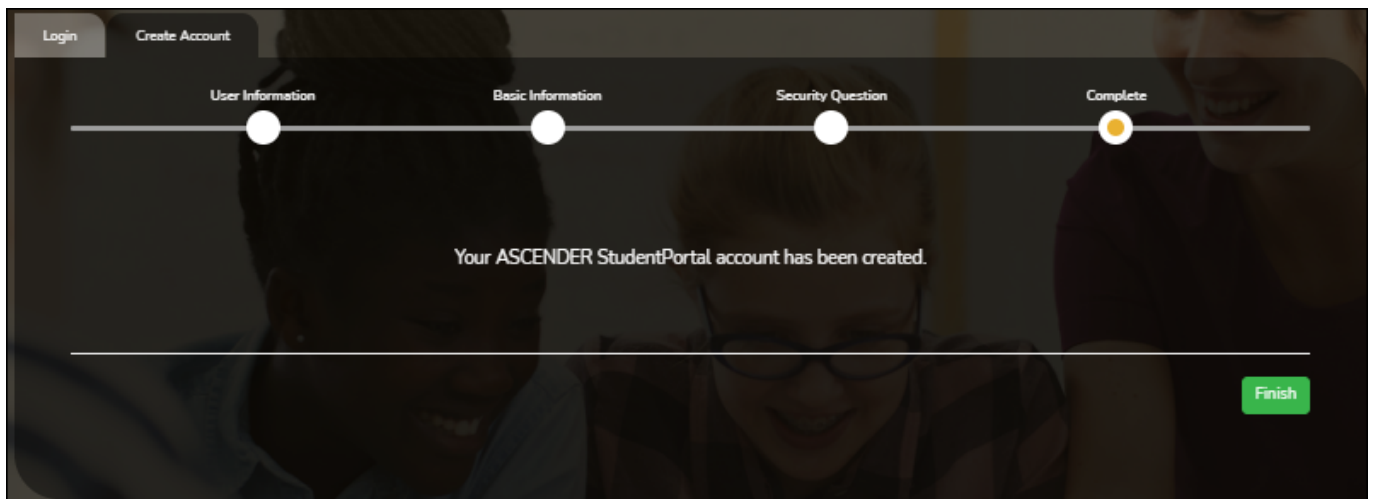 Login Create Account
User Information Basic Information Security Question Complete
Your ASCENDER StudentPortal account has been created.
Finish